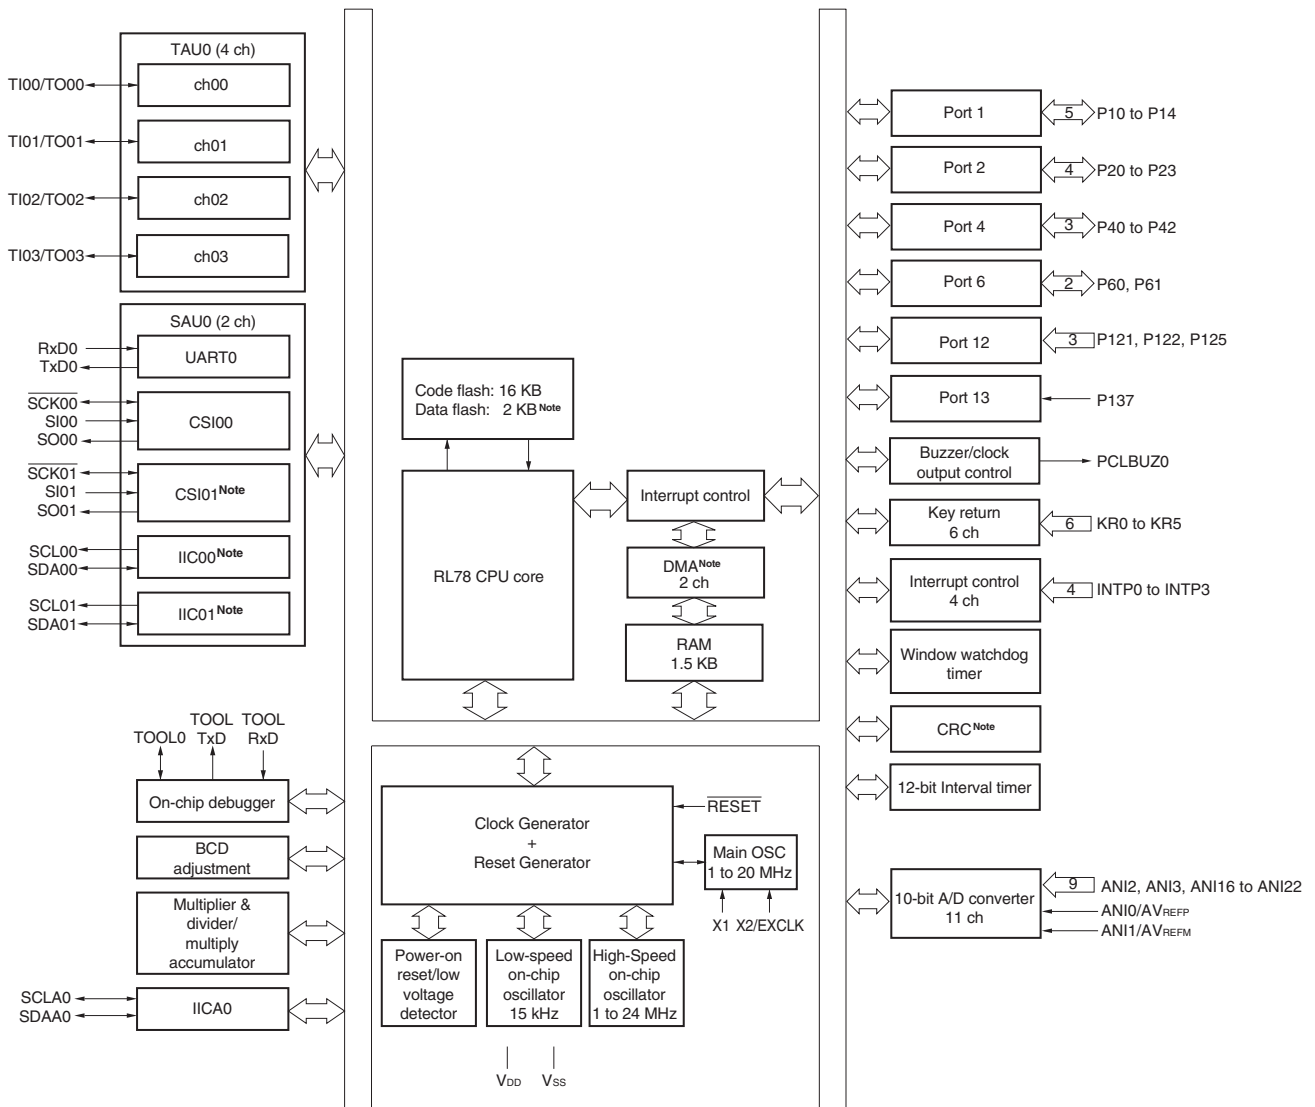 TAU0 (4 ch)
TI00/TO00
ch00
TI01/TO01
ch01
TI02/TO02
ch02
TI03/TO03
ch03
SAU0 (2 ch)
RxD0
TxD0
UART0
SCK00
SI00
SO00
CSI00
SCK01
SI01
SO01
CSI01Note
SCL00
SDA00
IIC00Note
SCL01
SDA01
IIC01Note
TOOL0
TOOL
TxD
TOOL
RxD
On-chip debugger
BCD
adjustment
Multiplier &
divider/
multiply
accumulator
SCLA0
SDAA0
IICA0
Code flash: 16 KB
Data flash: 2 KB Note
RL78 CPU core
Interrupt control
DMANote
2 ch
RAM
1.5 KB
Clock Generator
+
Reset Generator
RESET
Main OSC
1 to 20 MHz
X1 X2/EXCLK
Power-on
reset/low
voltage
detector
Low-speed
on-chip
oscillator
15 kHz
High-Speed
on-chip
oscillator
1 to 24 MHz
VDD
VSS
Port 1
5
P10 to P14
Port 2
4
P20 to P23
Port 4
3
P40 to P42
Port 6
2
P60, P61
Port 12
3
P121, P122, P125
Port 13
P137
Buzzer/clock
output control
PCLBUZ0
Key return
6 ch
6
KR0 to KR5
Interrupt control
4 ch
4
INTP0 to INTP3
Window watchdog
timer
CRCNote
12-bit Interval timer
10-bit A/D converter
11 ch
9
ANI2, ANI3, ANI16 to ANI22
ANI0/AVREFP
ANI1/AVREFM